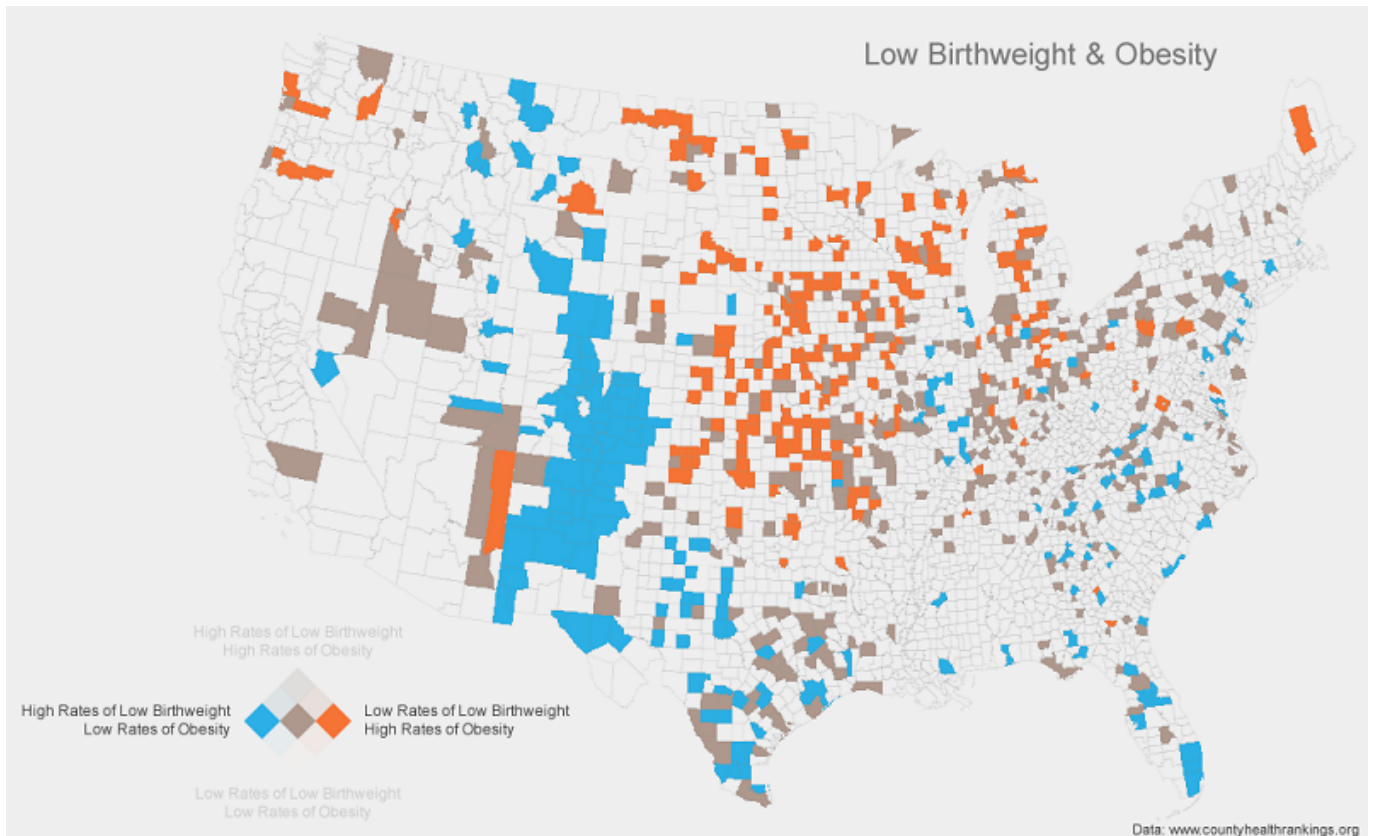 Low Birthweight & Obesity
High Rates of Low Birthweight
High Rates of Obesity
High Rates of Low Birthweight
Low Rates of Obesity
Low Rates of Low Birthweight
High Rates of Obesity
Low Rates of Low Birthweight
Low Rates of Obesity
Data: www.countyhealthrankings.org